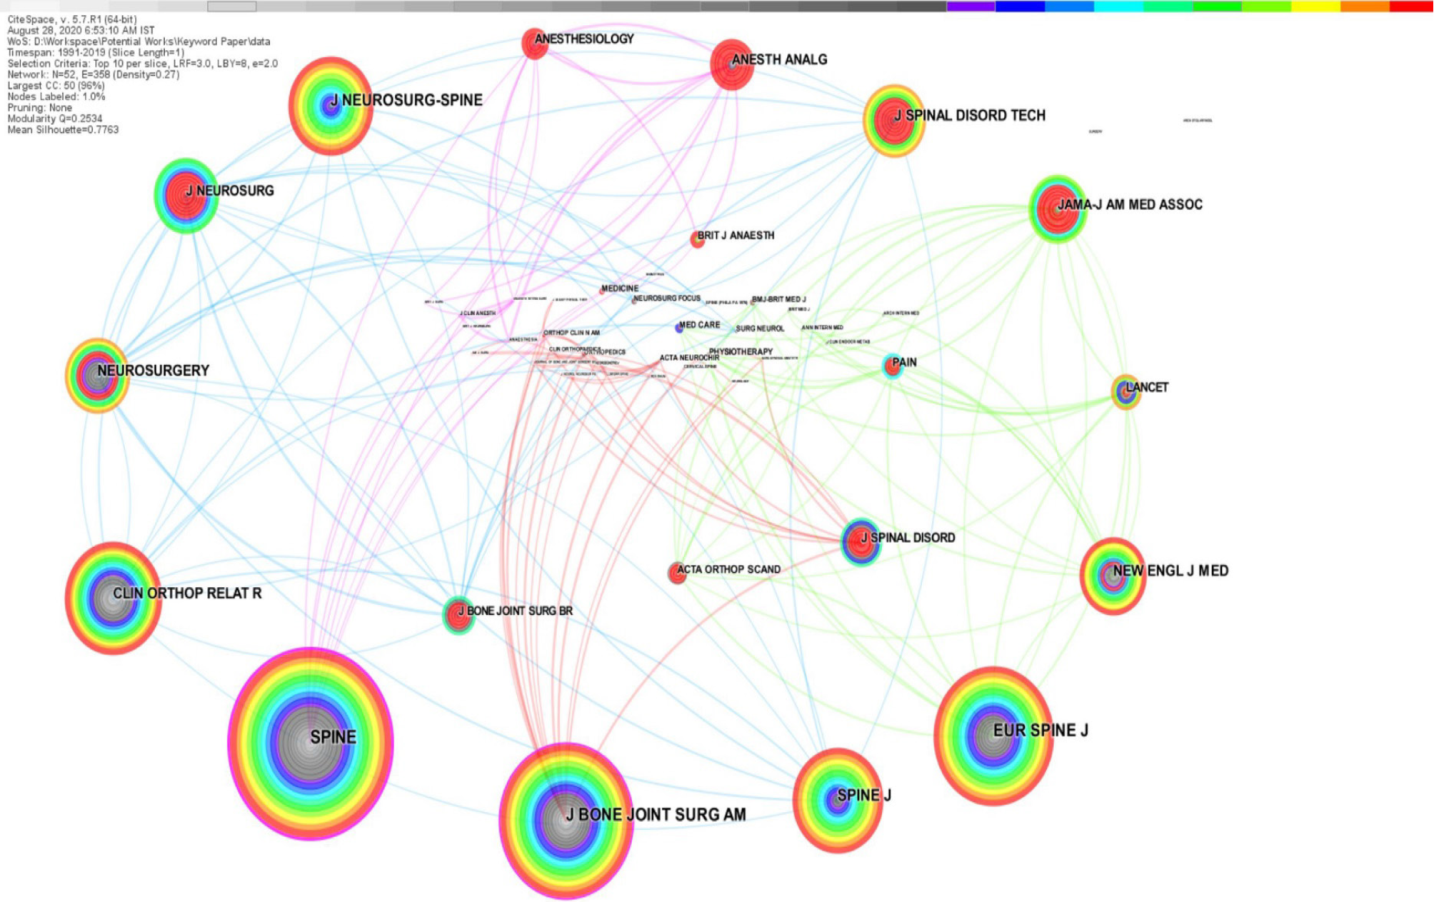 CiteSpace, v. 5.7.R1 (64-bit)
August 28, 2020 6:53:10 AM IST
WoS: D:\Workspace\Potential Works\Keyword Paper\data
Timespan: 1991-2019 (Slice Length=1)
Selection Criteria: Top 10 per slice, LRF=3.0, LBY=8, e=2.0
Network: N=52, E=358 (Density=0.27)
Largest CC: 50 (96%)
Nodes Labeled: 1.0%
Pruning: None
Modularity Q=0.2534
Mean Silhouette=0.7763
ANESTHESIOLOGY
ANESTH ANALG
J NEUROSURG-SPINE
J SPINAL DISORD TECH
J NEUROSURG
JAMA-J AM MED ASSOC
BRIT J ANAESTH
MEDICINE
NEUROSURG FOCUS
BMJ-BRIT MED J
J CLIN ANESTH
MED CARE
SURG NEUROL
ANN INTERN MED
ARCH INTERN MED
ORTHOP CLIN N AM
CLIN ORTHOPAEDICS
ORTHOPEDICS
PHYSIOTHERAPY
ACTA NEUROCHIR
CERVICAL SPINE
PAIN
NEUROSURGERY
LANCET
J SPINAL DISORD
ACTA ORTHOP SCAND
NEW ENGL J MED
CLIN ORTHOP RELAT R
J BONE JOINT SURG BR
SPINE
EUR SPINE J
SPINE J
J BONE JOINT SURG AM